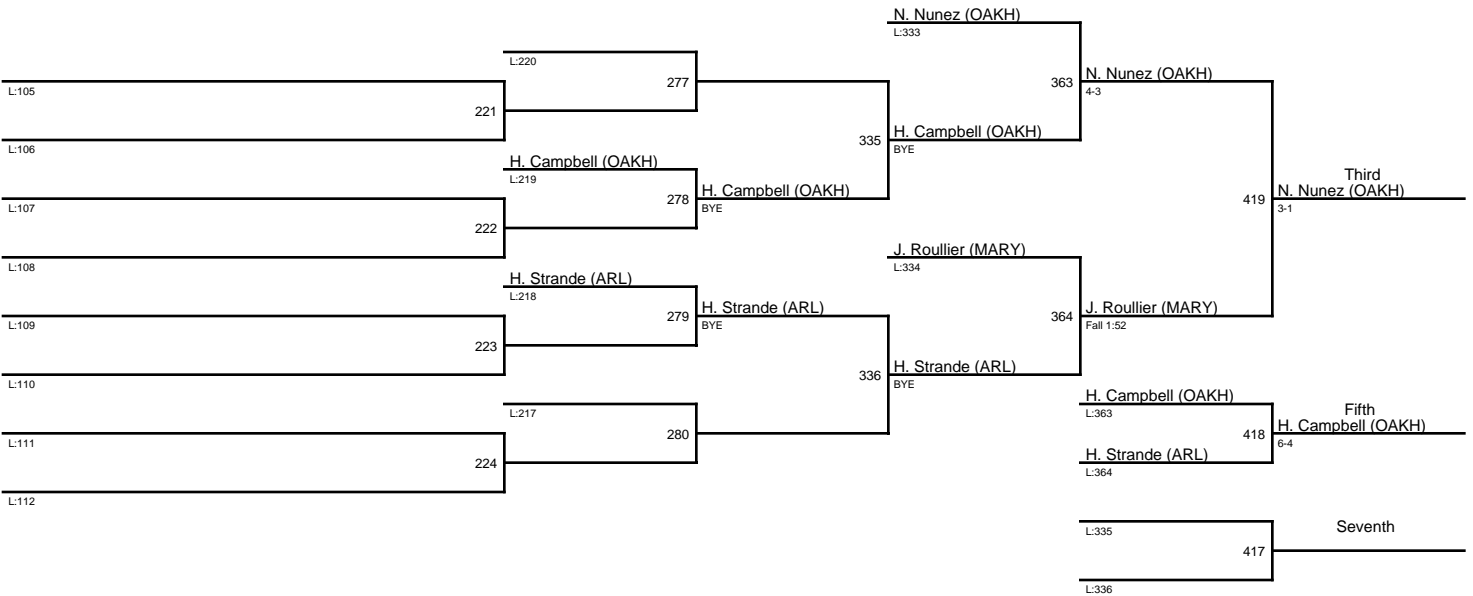 N. Nunez (OAKH)
L:333
L:220
277
363
N. Nunez (OAKH)
4-3
L:105
221
335
H. Campbell (OAKH)
BYE
L:106
H. Campbell (OAKH)
L:219
278
H. Campbell (OAKH)
BYE
Third
419
N. Nunez (OAKH)
3-1
L:107
222
J. Roullier (MARY)
L:334
L:108
H. Strande (ARL)
L:218
279
H. Strande (ARL)
BYE
364
J. Roullier (MARY)
Fall 1:52
L:109
223
336
H. Strande (ARL)
BYE
L:110
H. Campbell (OAKH)
L:363
L:217
280
418
Fifth
H. Campbell (OAKH)
6-4
L:111
224
H. Strande (ARL)
L:364
L:112
L:335
417
Seventh
L:336